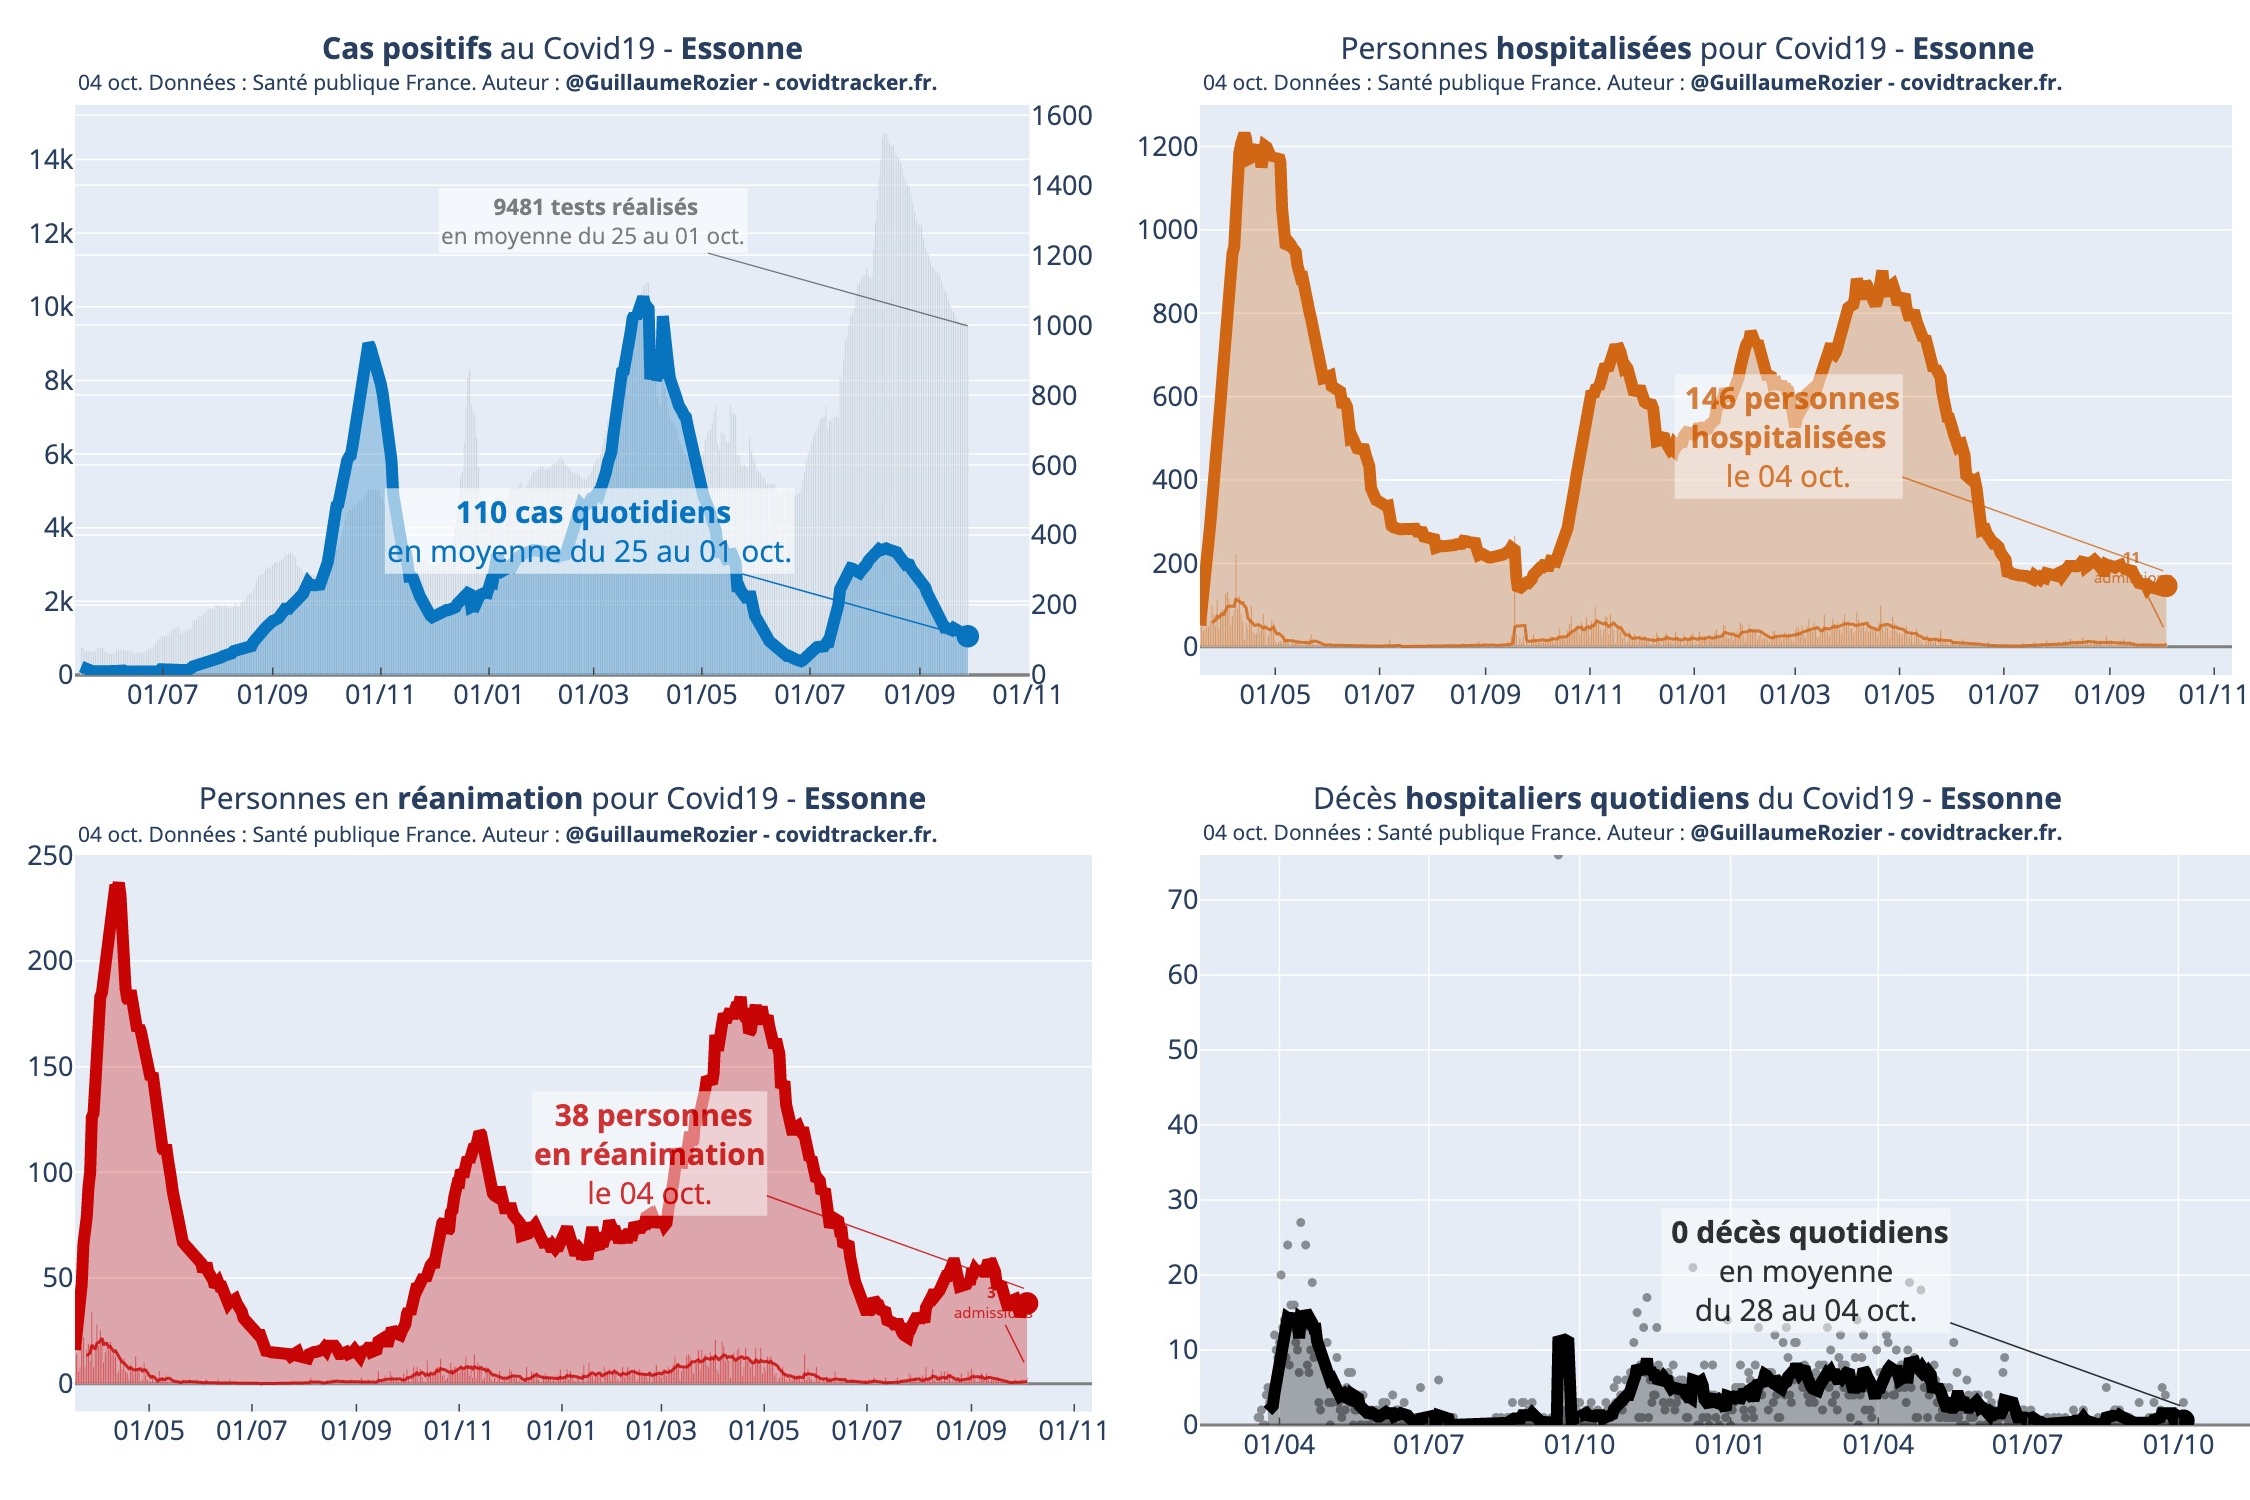 Cas positifs au Covid19 - Essonne
04 oct. Données : Santé publique France. Auteur : @GuillaumeRozier - covidtracker.fr.
1600
1400
1200
1000
800
600
400
200
0
14k
12k
10k
8k
6k
4k
2k
0
9481 tests réalisés
en moyenne du 25 au 01 oct.
110 cas quotidiens
en moyenne du 25 au 01 oct.
01/07 01/09 01/11 01/01 01/03 01/05 01/07 01/09 01/11
Personnes hospitalisées pour Covid19 - Essonne
04 oct. Données : Santé publique France. Auteur : @GuillaumeRozier - covidtracker.fr.
1200
1000
800
600
400
200
0
146 personnes
hospitalisées
le 04 oct.
11
admissions
01/05 01/07 01/09 01/11 01/01 01/03 01/05 01/07 01/09 01/11
Personnes en réanimation pour Covid19 - Essonne
04 oct. Données : Santé publique France. Auteur : @GuillaumeRozier - covidtracker.fr.
250
200
150
100
50
0
38 personnes
en réanimation
le 04 oct.
3
admissions
01/05 01/07 01/09 01/11 01/01 01/03 01/05 01/07 01/09 01/11
Décès hospitaliers quotidiens du Covid19 - Essonne
04 oct. Données : Santé publique France. Auteur : @GuillaumeRozier - covidtracker.fr.
70
60
50
40
30
20
10
0
0 décès quotidiens
en moyenne
du 28 au 04 oct.
01/04 01/07 01/10 01/01 01/04 01/07 01/10